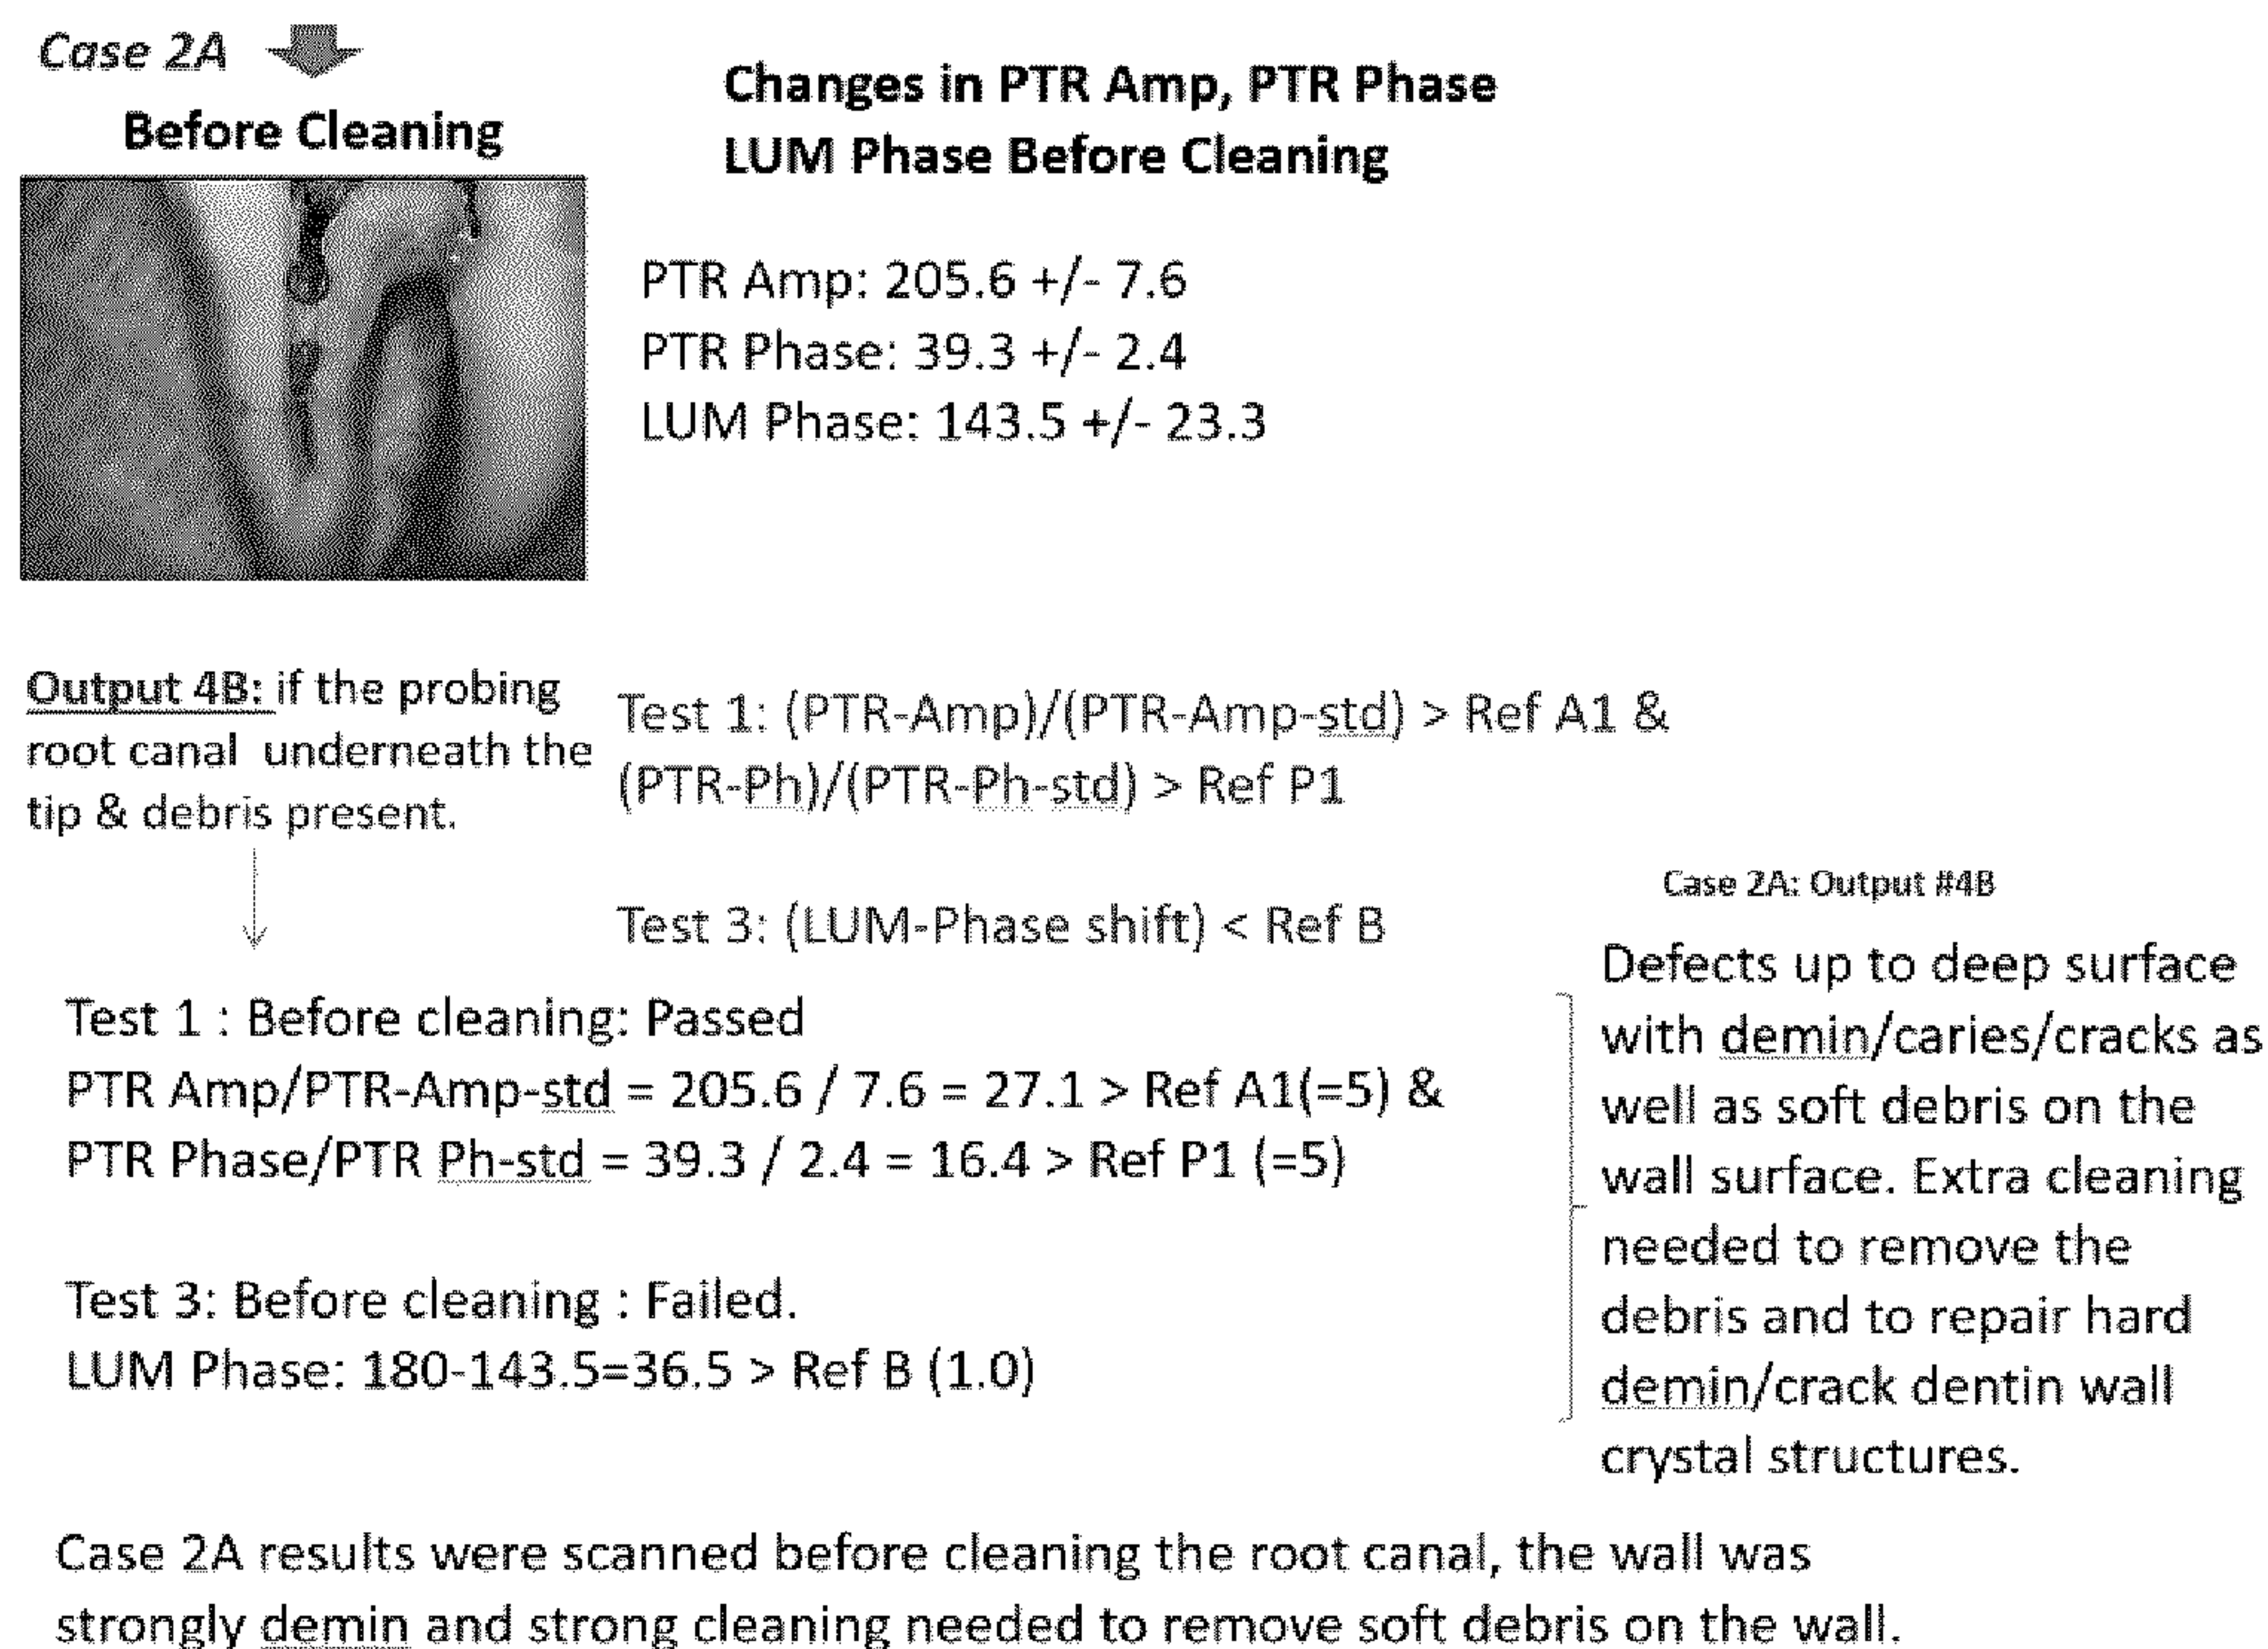 Case 2A
Before Cleaning
Changes in PTR Amp, PTR Phase
LUM Phase Before Cleaning
PTR Amp: 205.6 +/- 7.6
PTR Phase: 39.3 +/- 2.4
LUM Phase: 143.5 +/- 23.3
Output 4B: if the probing
root canal underneath the
tip & debris present.
Test 1: (PTR-Amp)/(PTR-Amp-std) > Ref A1 &
(PTR-Ph)/(PTR-Ph-std) > Ref P1
Test 3: (LUM-Phase shift) < Ref B
Test 1 : Before cleaning: Passed
PTR Amp/PTR-Amp-std = 205.6 / 7.6 = 27.1 > Ref A1(=5) &
PTR Phase/PTR Ph-std = 39.3 / 2.4 = 16.4 > Ref P1 (=5)
Test 3: Before cleaning : Failed.
LUM Phase: 180-143.5=36.5 > Ref B (1.0)
Case 2A: Output #4B
Defects up to deep surface
with demin/caries/cracks as
well as soft debris on the
wall surface. Extra cleaning
needed to remove the
debris and to repair hard
demin/crack dentin wall
crystal structures.
Case 2A results were scanned before cleaning the root canal, the wall was
strongly demin and strong cleaning needed to remove soft debris on the wall.